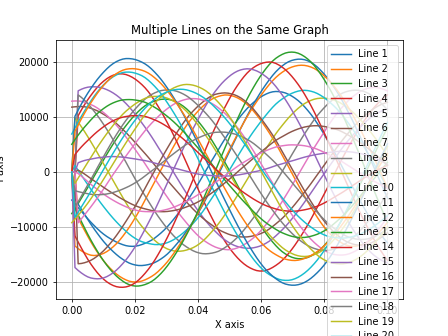 Multiple Lines on the Same Graph
20000
10000
0
−10000
−20000
0.00 0.02 0.04 0.06 0.08
X axis
Line 1
Line 2
Line 3
Line 4
Line 5
Line 6
Line 7
Line 8
Line 9
Line 10
Line 11
Line 12
Line 13
Line 14
Line 15
Line 16
Line 17
Line 18
Line 19
Line 20